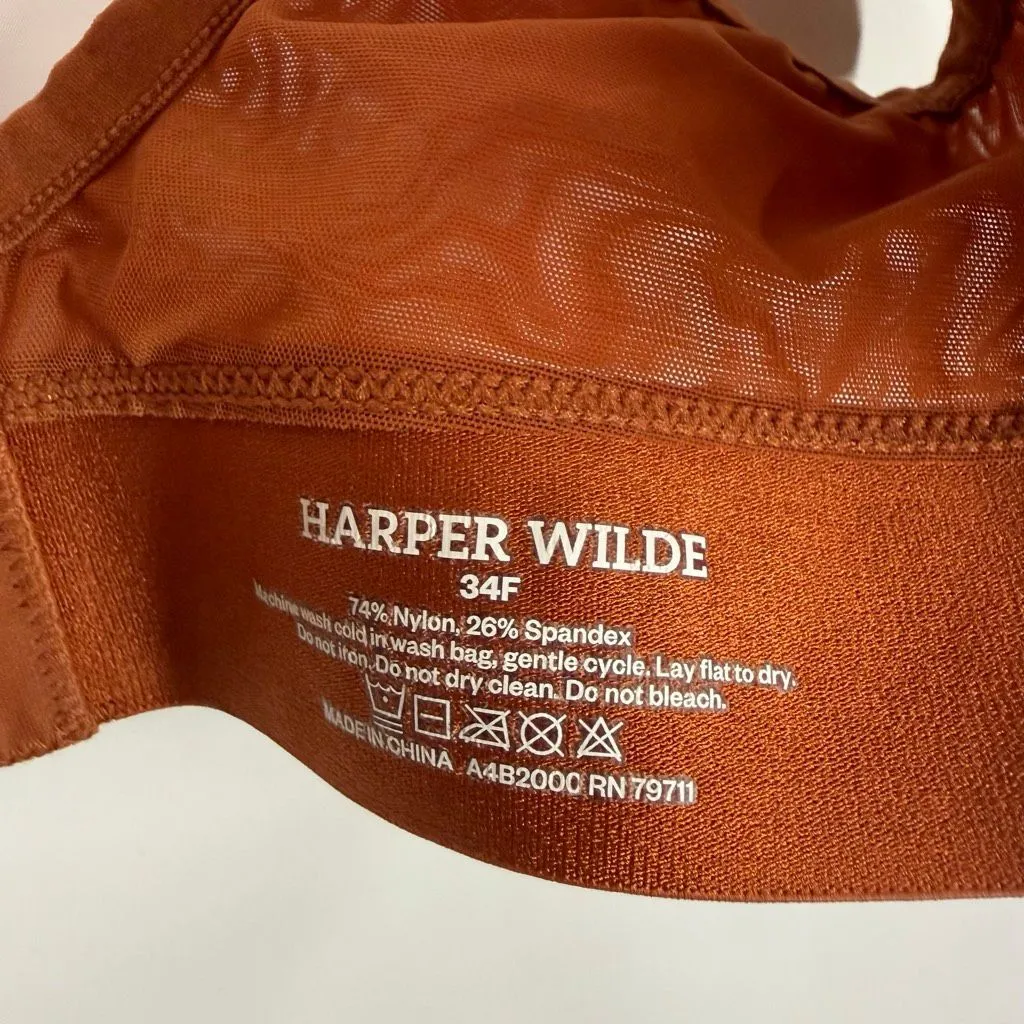 HARPER WILDE
34F
74% Nylon, 26% Spandex
Machine wash cold in wash bag, gentle cycle. Lay flat to dry.
Do not iron. Do not dry clean. Do not bleach.
MADE IN CHINA A4B2000 RN 79711